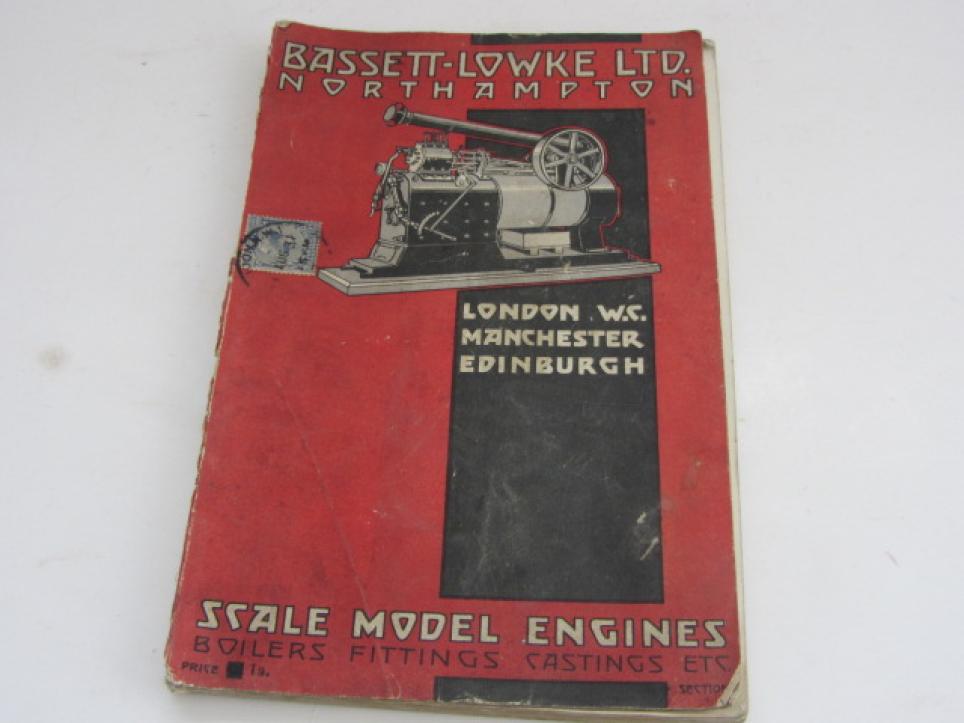 BASSETT-LOWKE LTD.
NORTHAMPTON
LONDON W.C.
MANCHESTER
EDINBURGH
SCALE MODEL ENGINES
BOILERS FITTINGS CASTINGS ETC
PRICE 1s.
SECTION